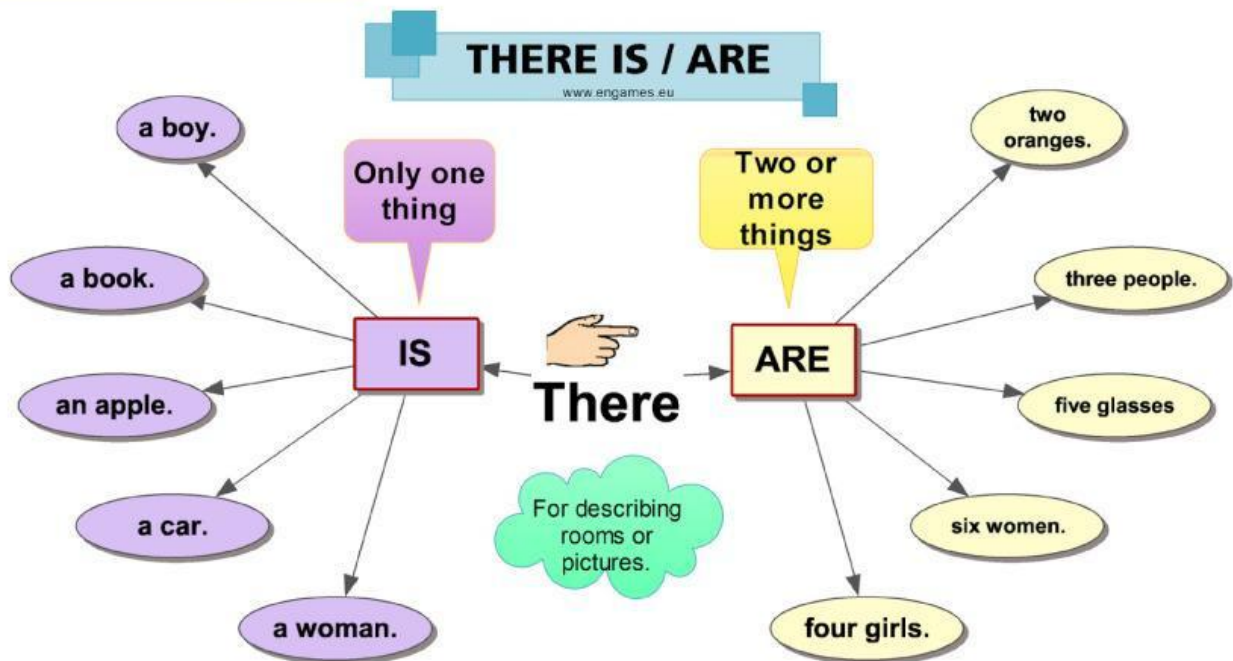 THERE IS / ARE
www.engames.eu
a boy.
Only one
thing
Two or
more
things
two
oranges.
a book.
three people.
IS
There
ARE
an apple.
five glasses
a car.
For describing
rooms or
pictures.
six women.
a woman.
four girls.